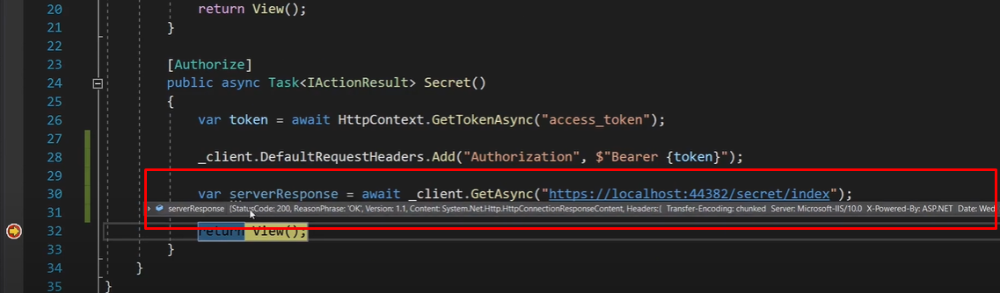 20 return View();
21 }
22
23 [Authorize]
24 public async Task<IActionResult> Secret()
25 {
26 var token = await HttpContext.GetTokenAsync("access_token");
27
28 _client.DefaultRequestHeaders.Add("Authorization", $"Bearer {token}");
29
30 var serverResponse = await _client.GetAsync("https://localhost:44382/secret/index");
31 serverResponse {StatusCode: 200, ReasonPhrase: 'OK', Version: 1.1, Content: System.Net.Http.HttpConnectionResponseContent, Headers:{ Transfer-Encoding: chunked Server: Microsoft-IIS/10.0 X-Powered-By: ASP.NET Date: Wed
32 return View();
33 }
34 }
35 }